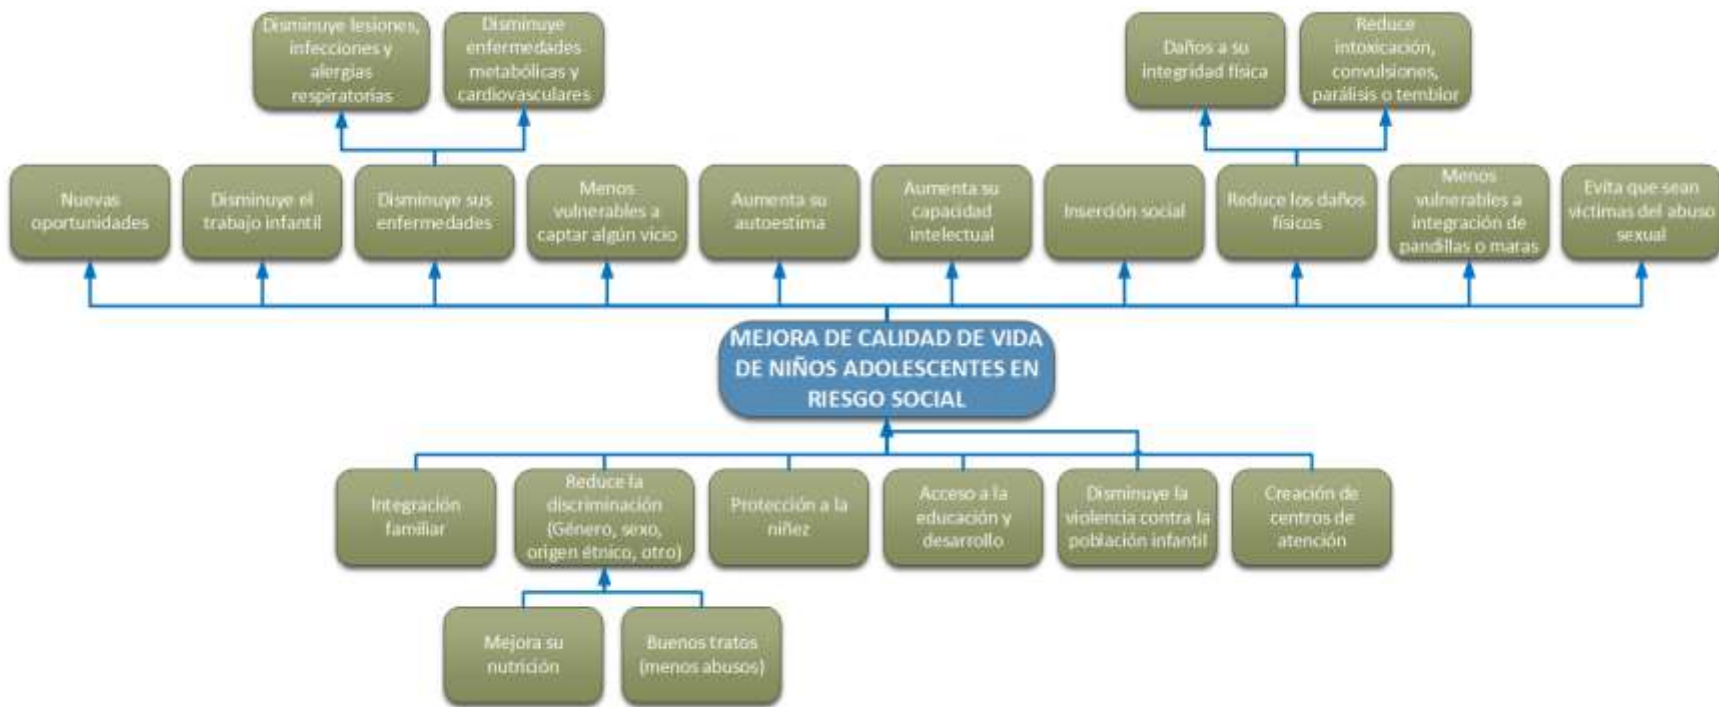 Disminuye lesiones,
infecciones y
alergias
respiratorias
Disminuye
enfermedades
metabólicas y
cardiovasculares
Daños a su
integridad física
Reduce
intoxicación,
convulsiones,
parálisis o temblor
Nuevas
oportunidades
Disminuye el
trabajo infantil
Disminuye sus
enfermedades
Menos
vulnerables a
captar algún vicio
Aumenta su
autoestima
Aumenta su
capacidad
intelectual
Inserción social
Reduce los daños
físicos
Menos
vulnerables a
integración de
pandillas o maras
Evita que sean
víctimas del abuso
sexual
MEJORA DE CALIDAD DE VIDA
DE NIÑOS ADOLESCENTES EN
RIESGO SOCIAL
Integración
familiar
Reduce la
discriminación
(Género, sexo,
origen étnico, otro)
Protección a la
niñez
Acceso a la
educación y
desarrollo
Disminuye la
violencia contra la
población infantil
Creación de
centros de
atención
Mejora su
nutrición
Buenos tratos
(menos abusos)